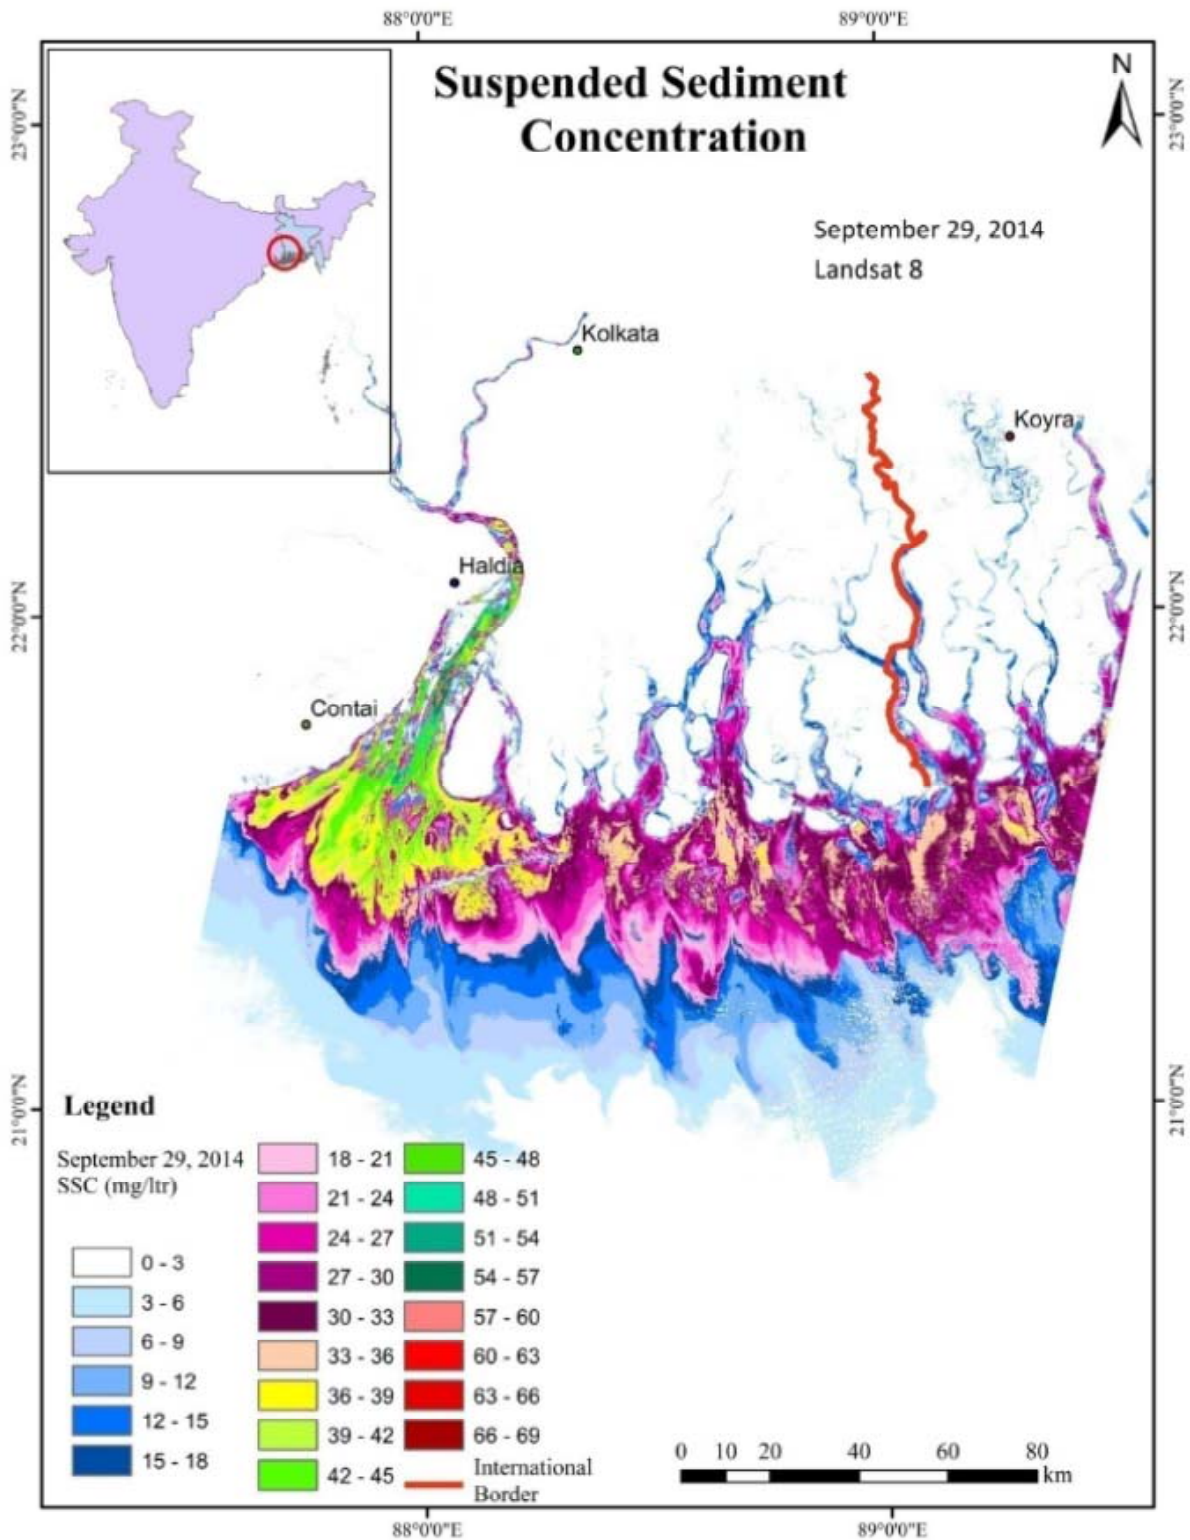 88°0'0"E
89°0'0"E
Suspended Sediment
Concentration
N
23°0'0"N
23°0'0"N
September 29, 2014
Landsat 8
Kolkata
Koyra
Haldia
22°0'0"N
22°0'0"N
Contai
21°0'0"N
21°0'0"N
Legend
September 29, 2014
SSC (mg/ltr)
0 - 3
3 - 6
6 - 9
9 - 12
12 - 15
15 - 18
18 - 21
21 - 24
24 - 27
27 - 30
30 - 33
33 - 36
36 - 39
39 - 42
42 - 45
45 - 48
48 - 51
51 - 54
54 - 57
57 - 60
60 - 63
63 - 66
66 - 69
International
Border
0 10 20 40 60 80
km
88°0'0"E
89°0'0"E